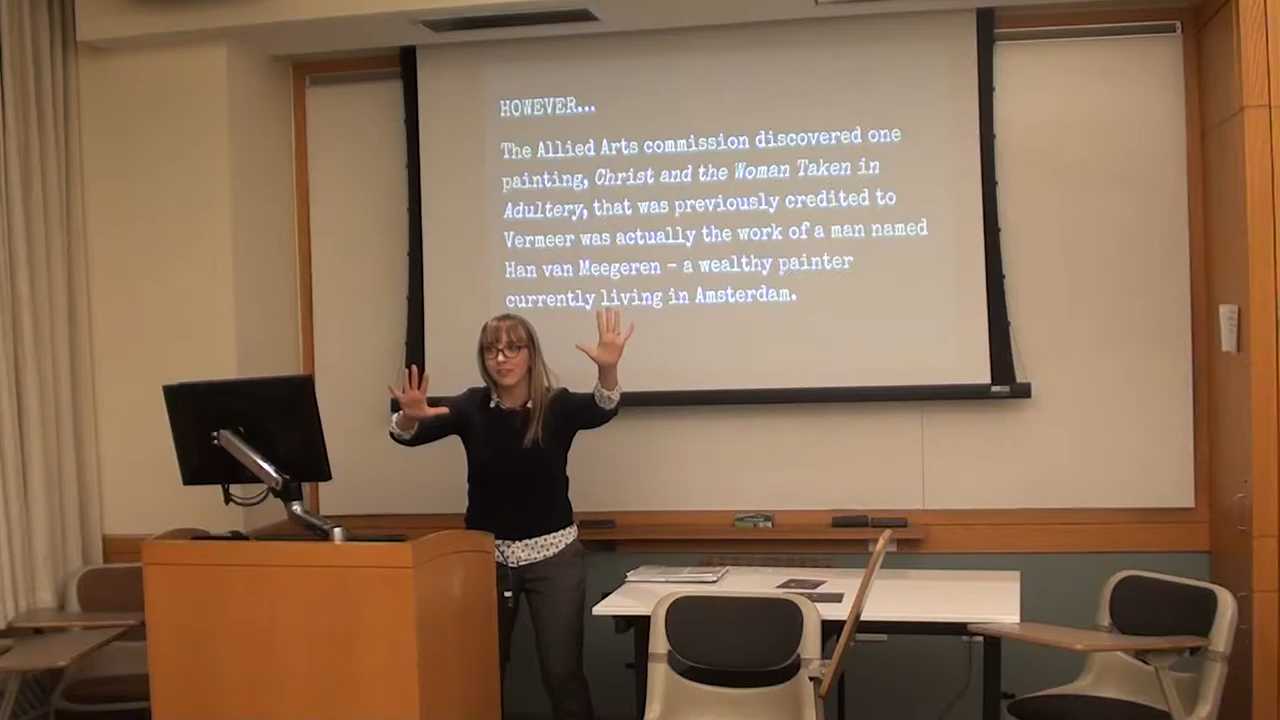 HOWEVER...
The Allied Arts commission discovered one
painting, Christ and the Woman Taken in
Adultery, that was previously credited to
Vermeer was actually the work of a man named
Han van Meegeren – a wealthy painter
currently living in Amsterdam.